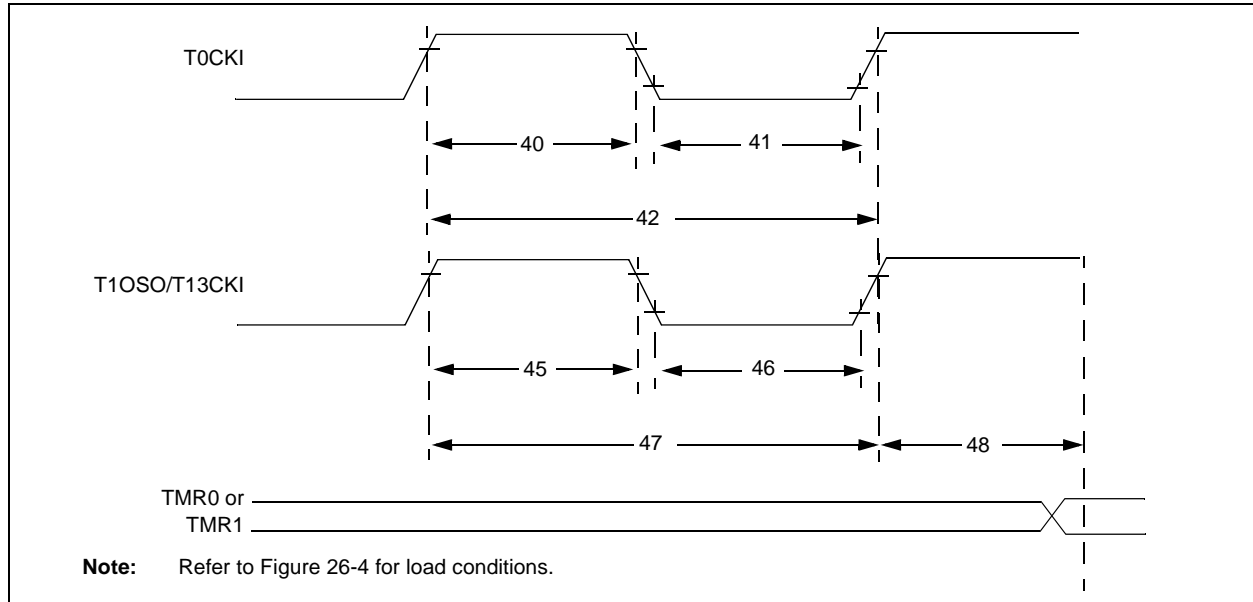 T0CKI
40
41
42
T1OSO/T13CKI
45
46
47
48
TMR0 or
TMR1
Note: Refer to Figure 26-4 for load conditions.